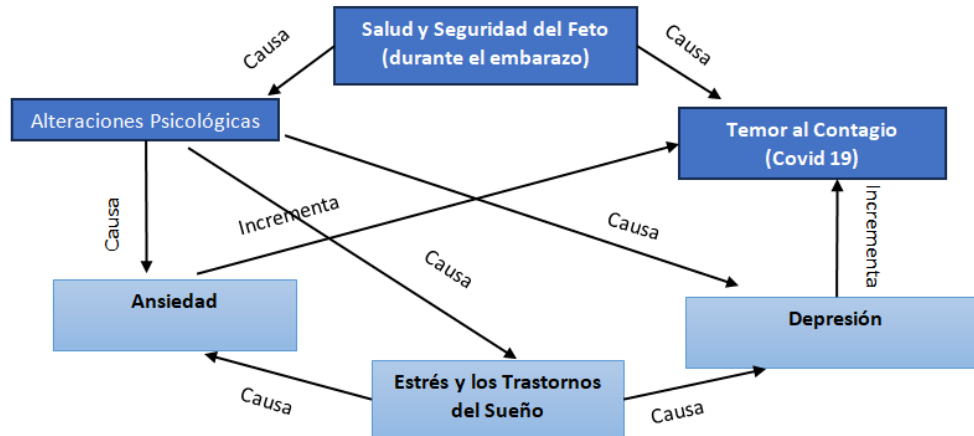 Salud y Seguridad del Feto
(durante el embarazo)
Causa
Causa
Alteraciones Psicológicas
Temor al Contagio
(Covid 19)
Causa
Incrementa
Causa
Causa
Incrementa
Ansiedad
Depresión
Estrés y los Trastornos
del Sueño
Causa
Causa